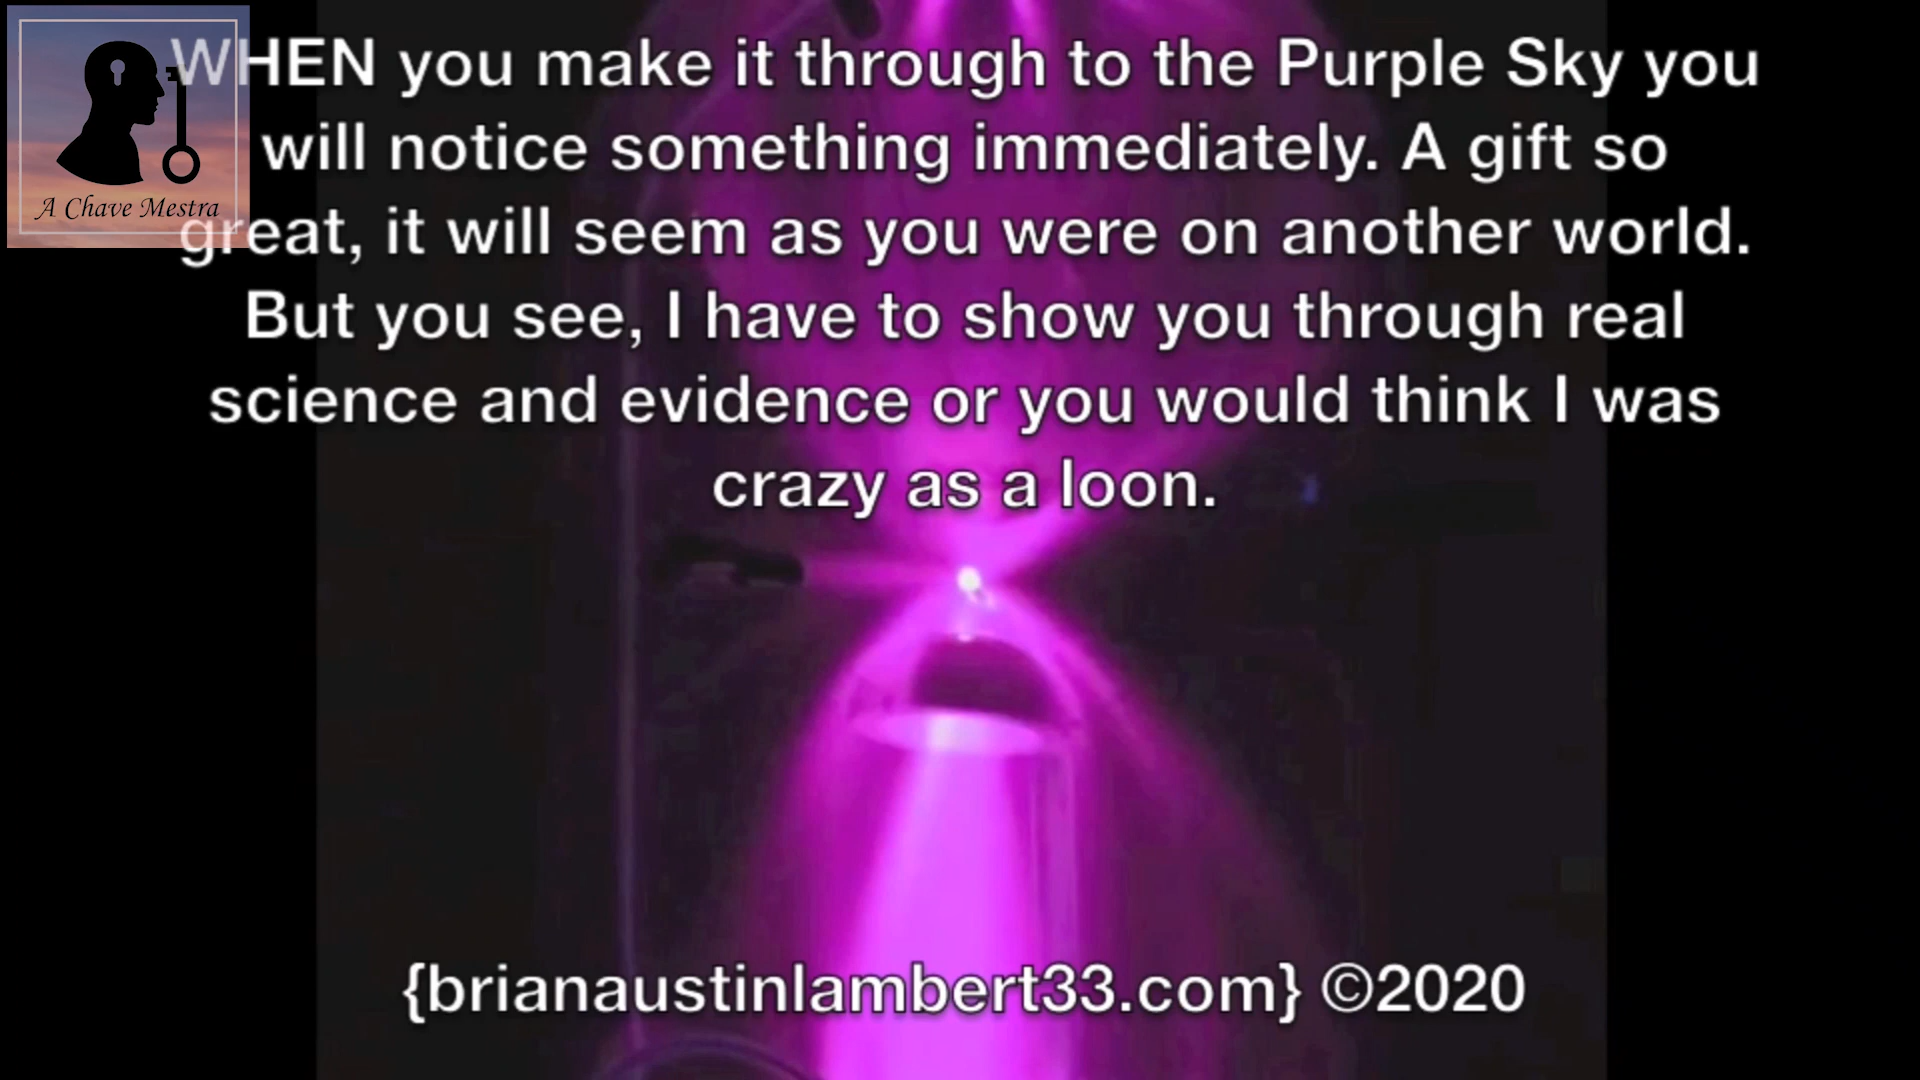 WHEN you make it through to the Purple Sky you
will notice something immediately. A gift so
great, it will seem as you were on another world.
But you see, I have to show you through real
science and evidence or you would think I was
crazy as a loon.
A Chave Mestra
{brianaustinlambert33.com} ©2020